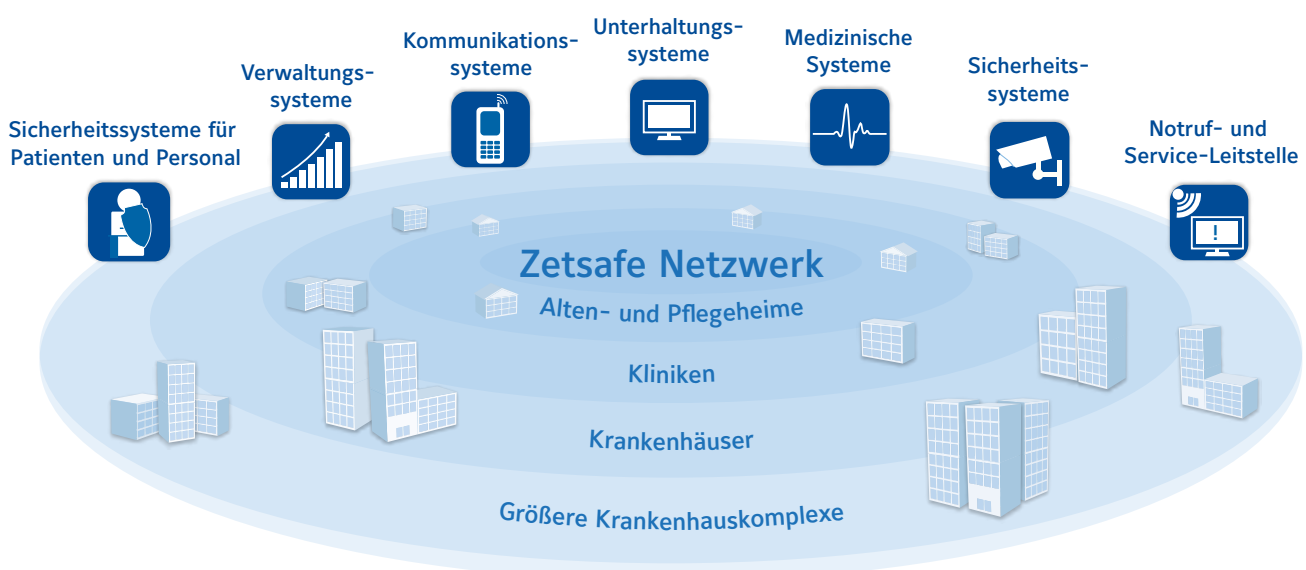 Sicherheitssysteme für
Patienten und Personal
Verwaltungs-
systeme
Kommunikations-
systeme
Unterhaltungs-
systeme
Medizinische
Systeme
Sicherheits-
systeme
Notruf- und
Service-Leitstelle
!
Zetsafe Netzwerk
Alten- und Pflegeheime
Kliniken
Krankenhäuser
Größere Krankenhauskomplexe